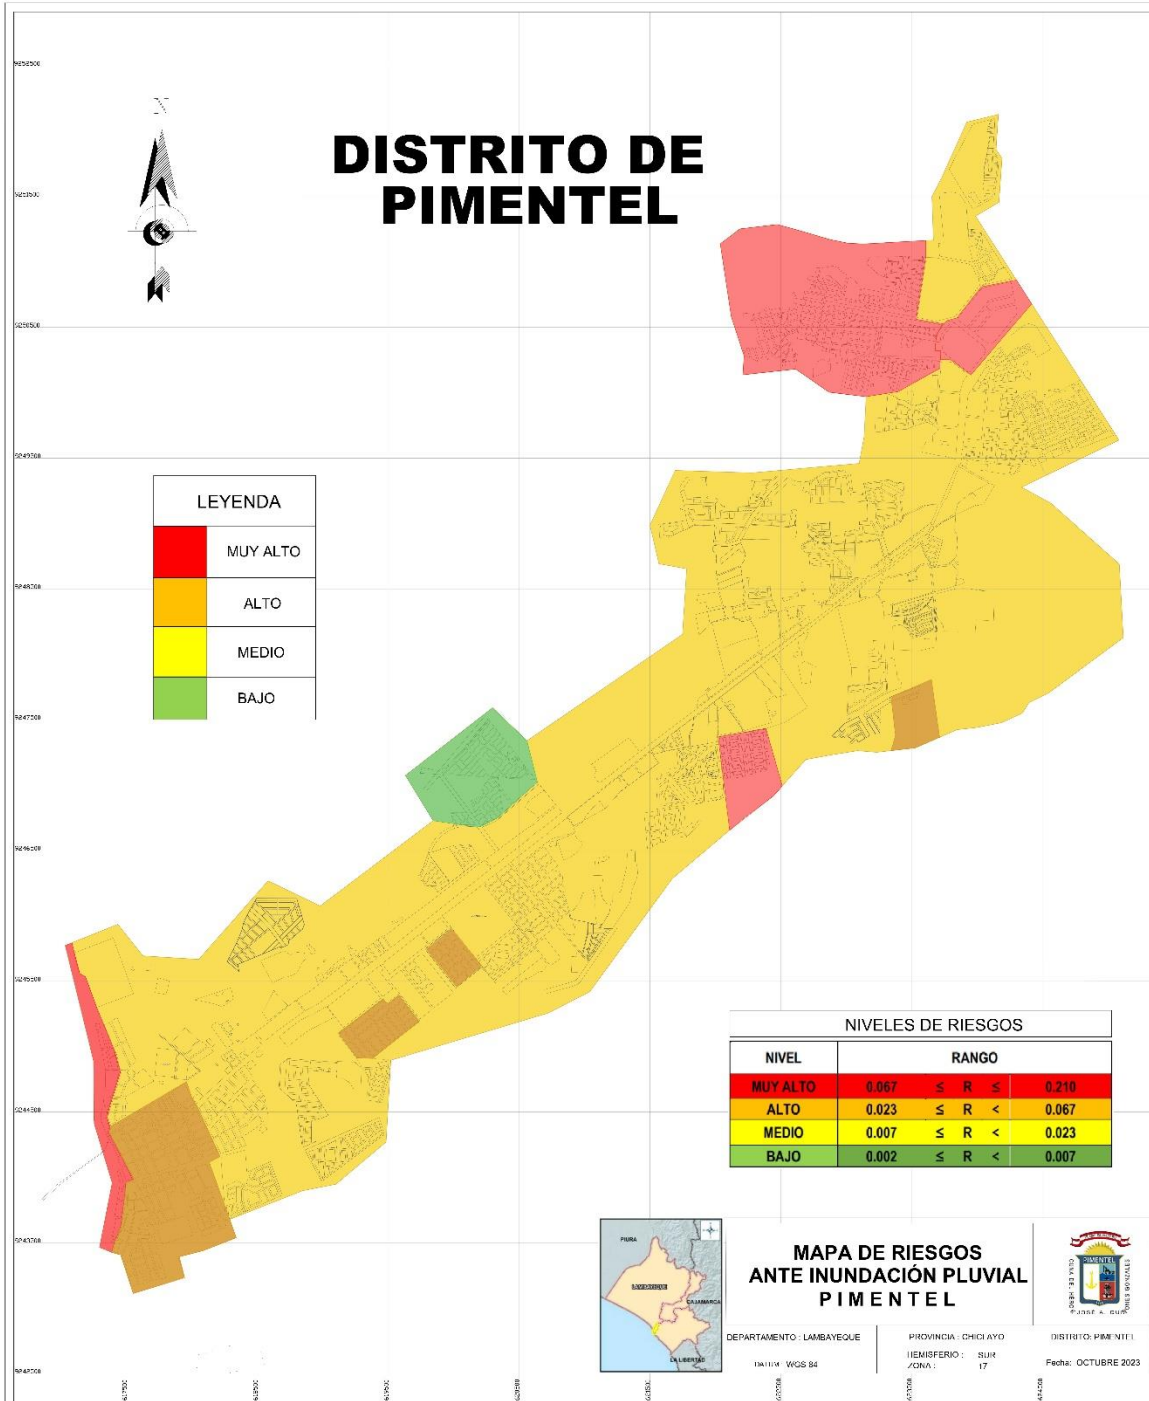 DISTRITO DE
PIMENTEL
LEYENDA
MUY ALTO
ALTO
MEDIO
BAJO
NIVELES DE RIESGOS
NIVEL RANGO
MUY ALTO 0.067 ≤ R ≤ 0.210
ALTO 0.023 ≤ R < 0.067
MEDIO 0.007 ≤ R < 0.023
BAJO 0.002 ≤ R < 0.007
PIURA
LAMBAYEQUE
CAJAMARCA
LA LIBERTAD
MAPA DE RIESGOS
ANTE INUNDACIÓN PLUVIAL
PIMENTEL
PIMENTEL
DEPARTAMENTO : LAMBAYEQUE
PROVINCIA : CHICLAYO
DISTRITO: PIMENTEL
DATUM: WGS 84
HEMISFERIO : SUR
ZONA : 17
Fecha: OCTUBRE 2023